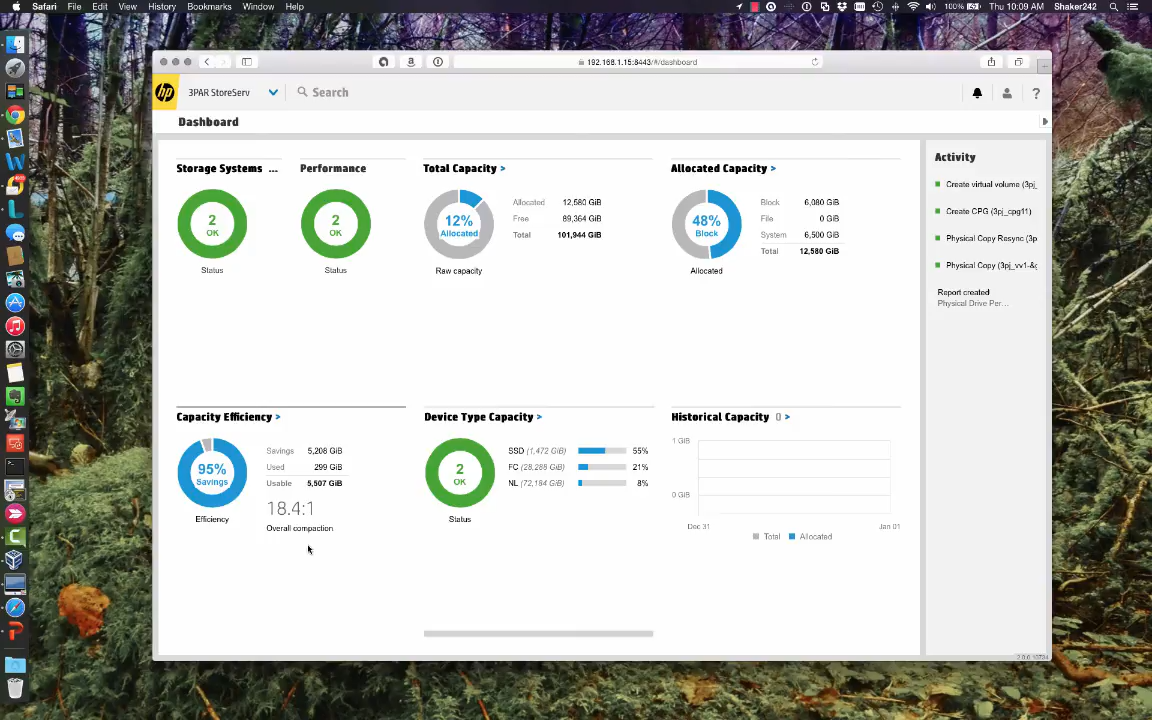 Safari File Edit View History Bookmarks Window Help
100% Thu 10:09 AM Shaker242
192.168.1.15:8443/#/dashboard
hp 3PAR StoreServ Search ?
Dashboard
Storage Systems ...
2
OK
Status
Performance
2
OK
Status
Total Capacity >
12%
Allocated
Raw capacity
Allocated 12,580 GiB
Free 89,364 GiB
Total 101,944 GiB
Allocated Capacity >
48%
Block
Allocated
Block 6,080 GiB
File 0 GiB
System 6,500 GiB
Total 12,580 GiB
Capacity Efficiency >
95%
Savings
Efficiency
Savings 5,208 GiB
Used 299 GiB
Usable 5,507 GiB
18.4:1
Overall compaction
Device Type Capacity >
2
OK
Status
SSD (1,472 GiB) 55%
FC (28,288 GiB) 21%
NL (72,184 GiB) 8%
Historical Capacity 0 >
1 GiB
0 GiB
Dec 31 Jan 01
Total Allocated
Activity
Create virtual volume (3pj_
Create CPG (3pj_cpg11)
Physical Copy Resync (3p
Physical Copy (3pj_vv1-&g
Report created
Physical Drive Per...